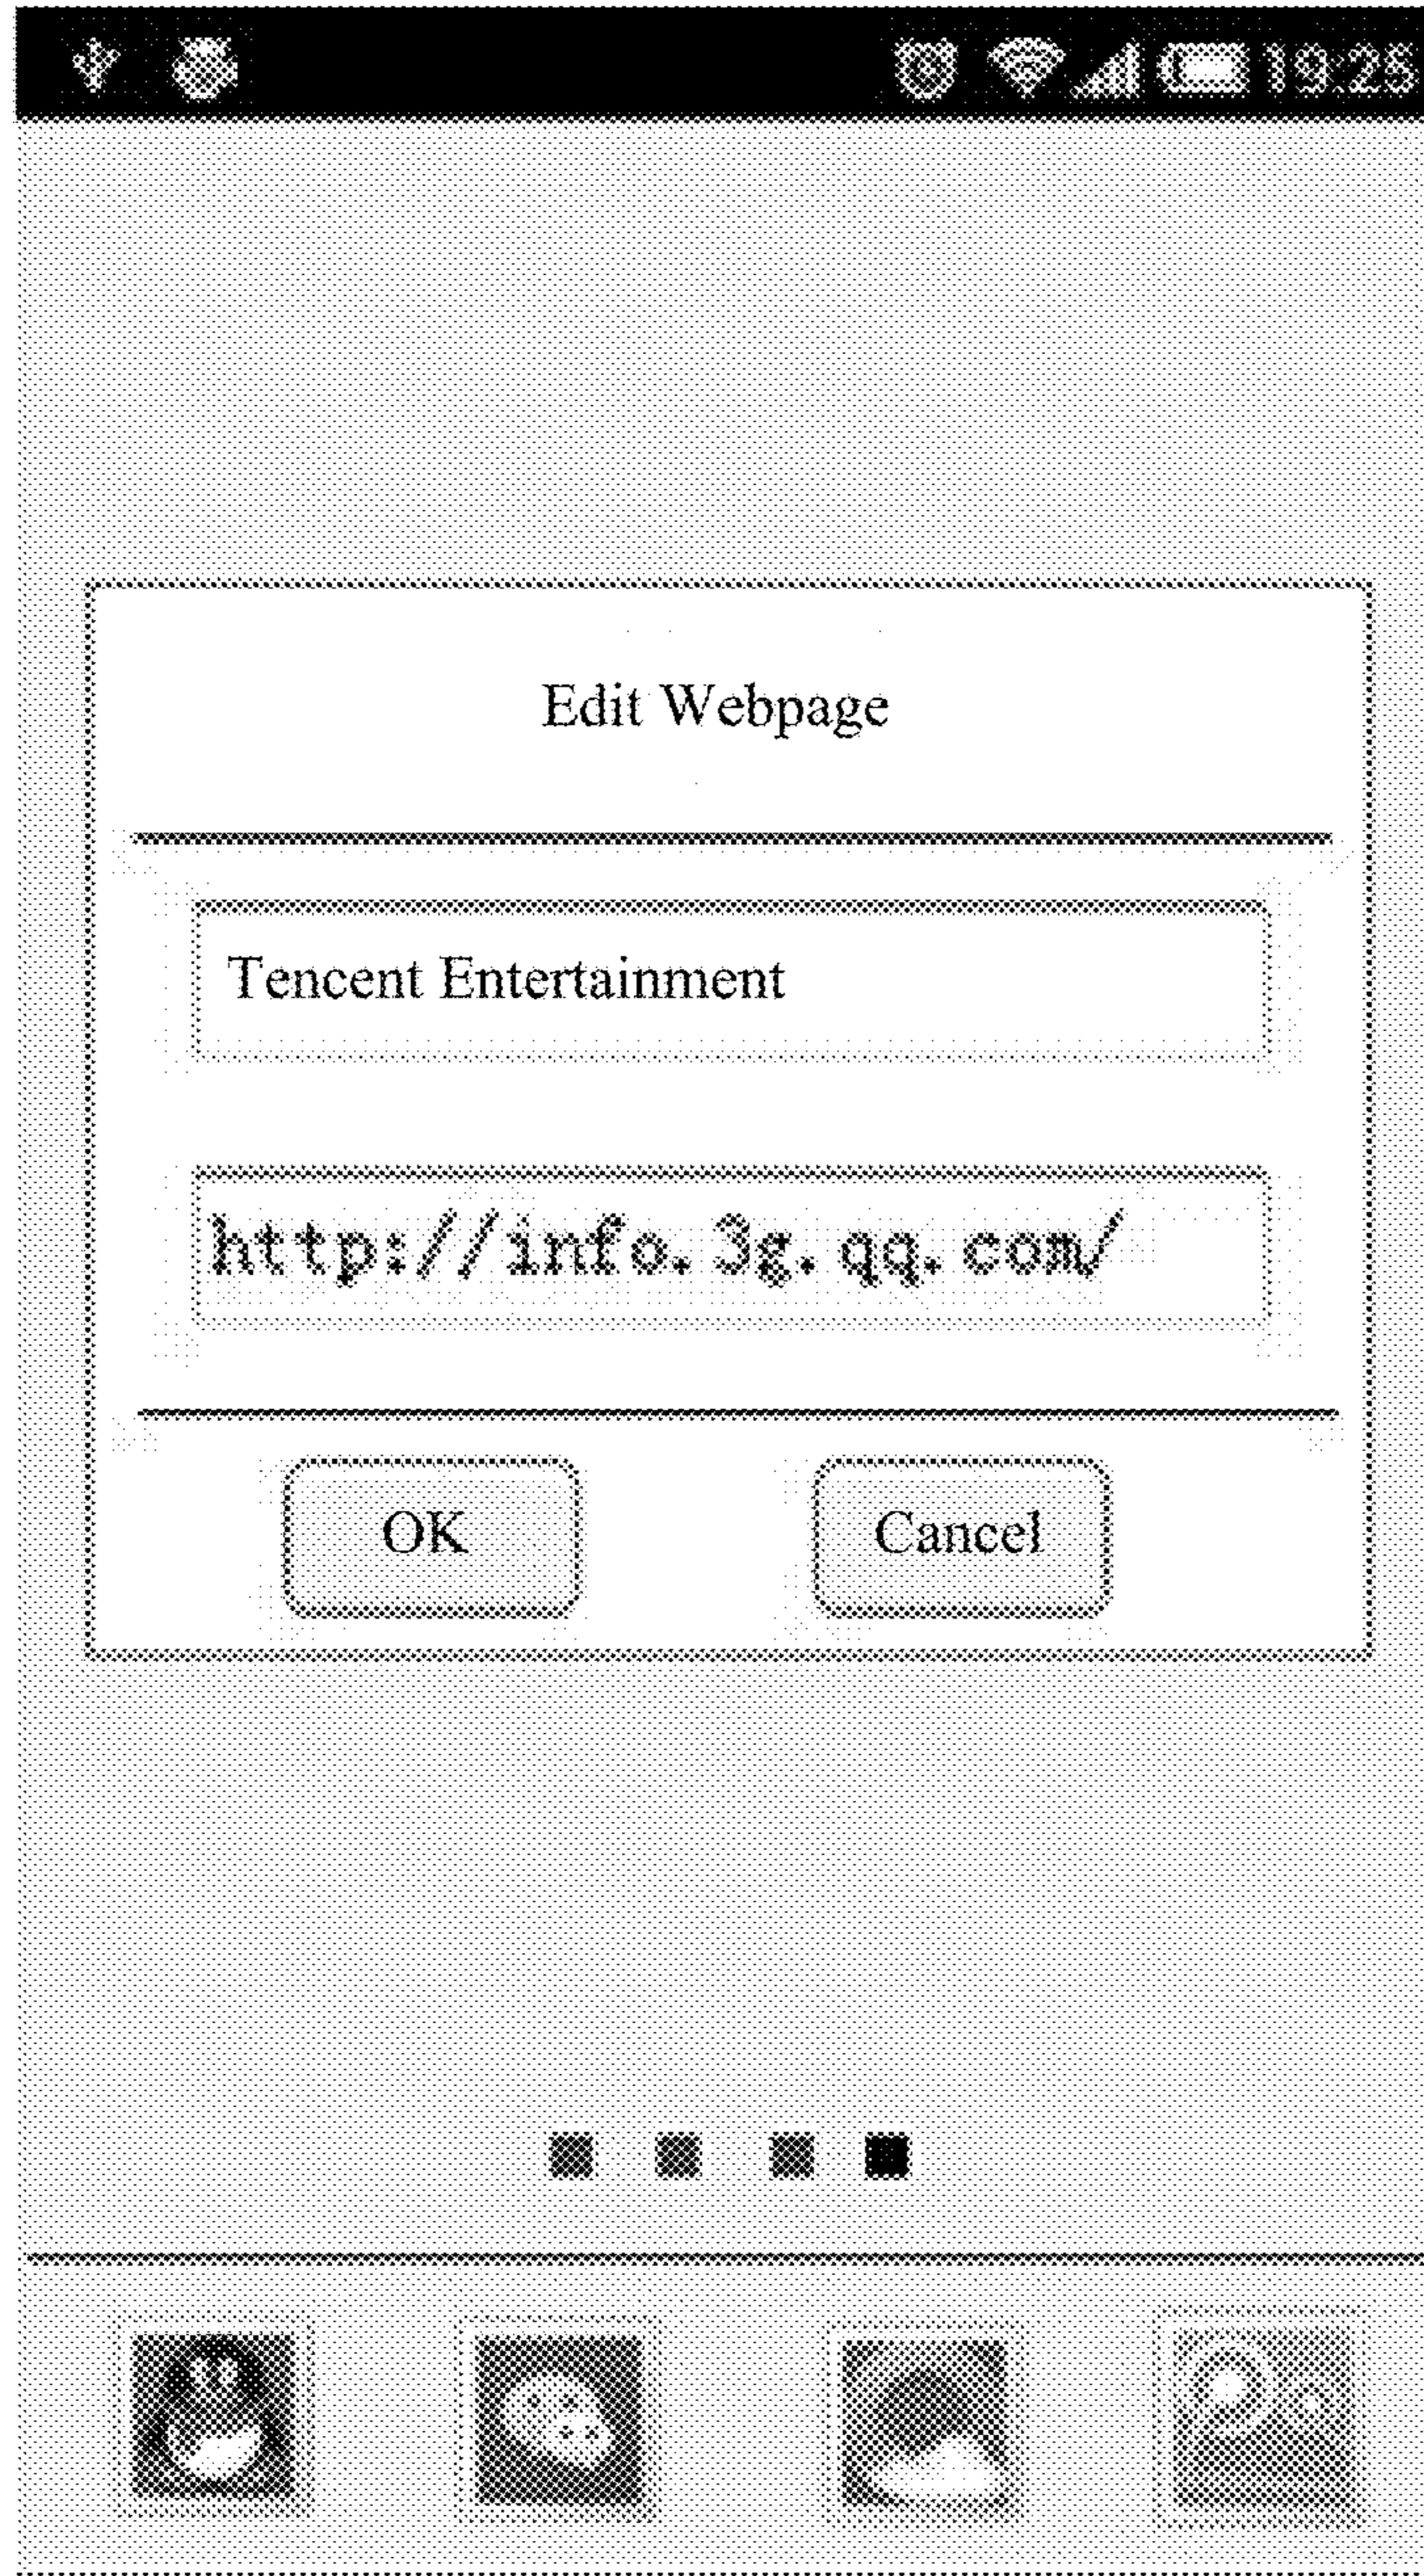 19:25
Edit Webpage
Tencent Entertainment
http://info.3g.qq.com/
OK
Cancel